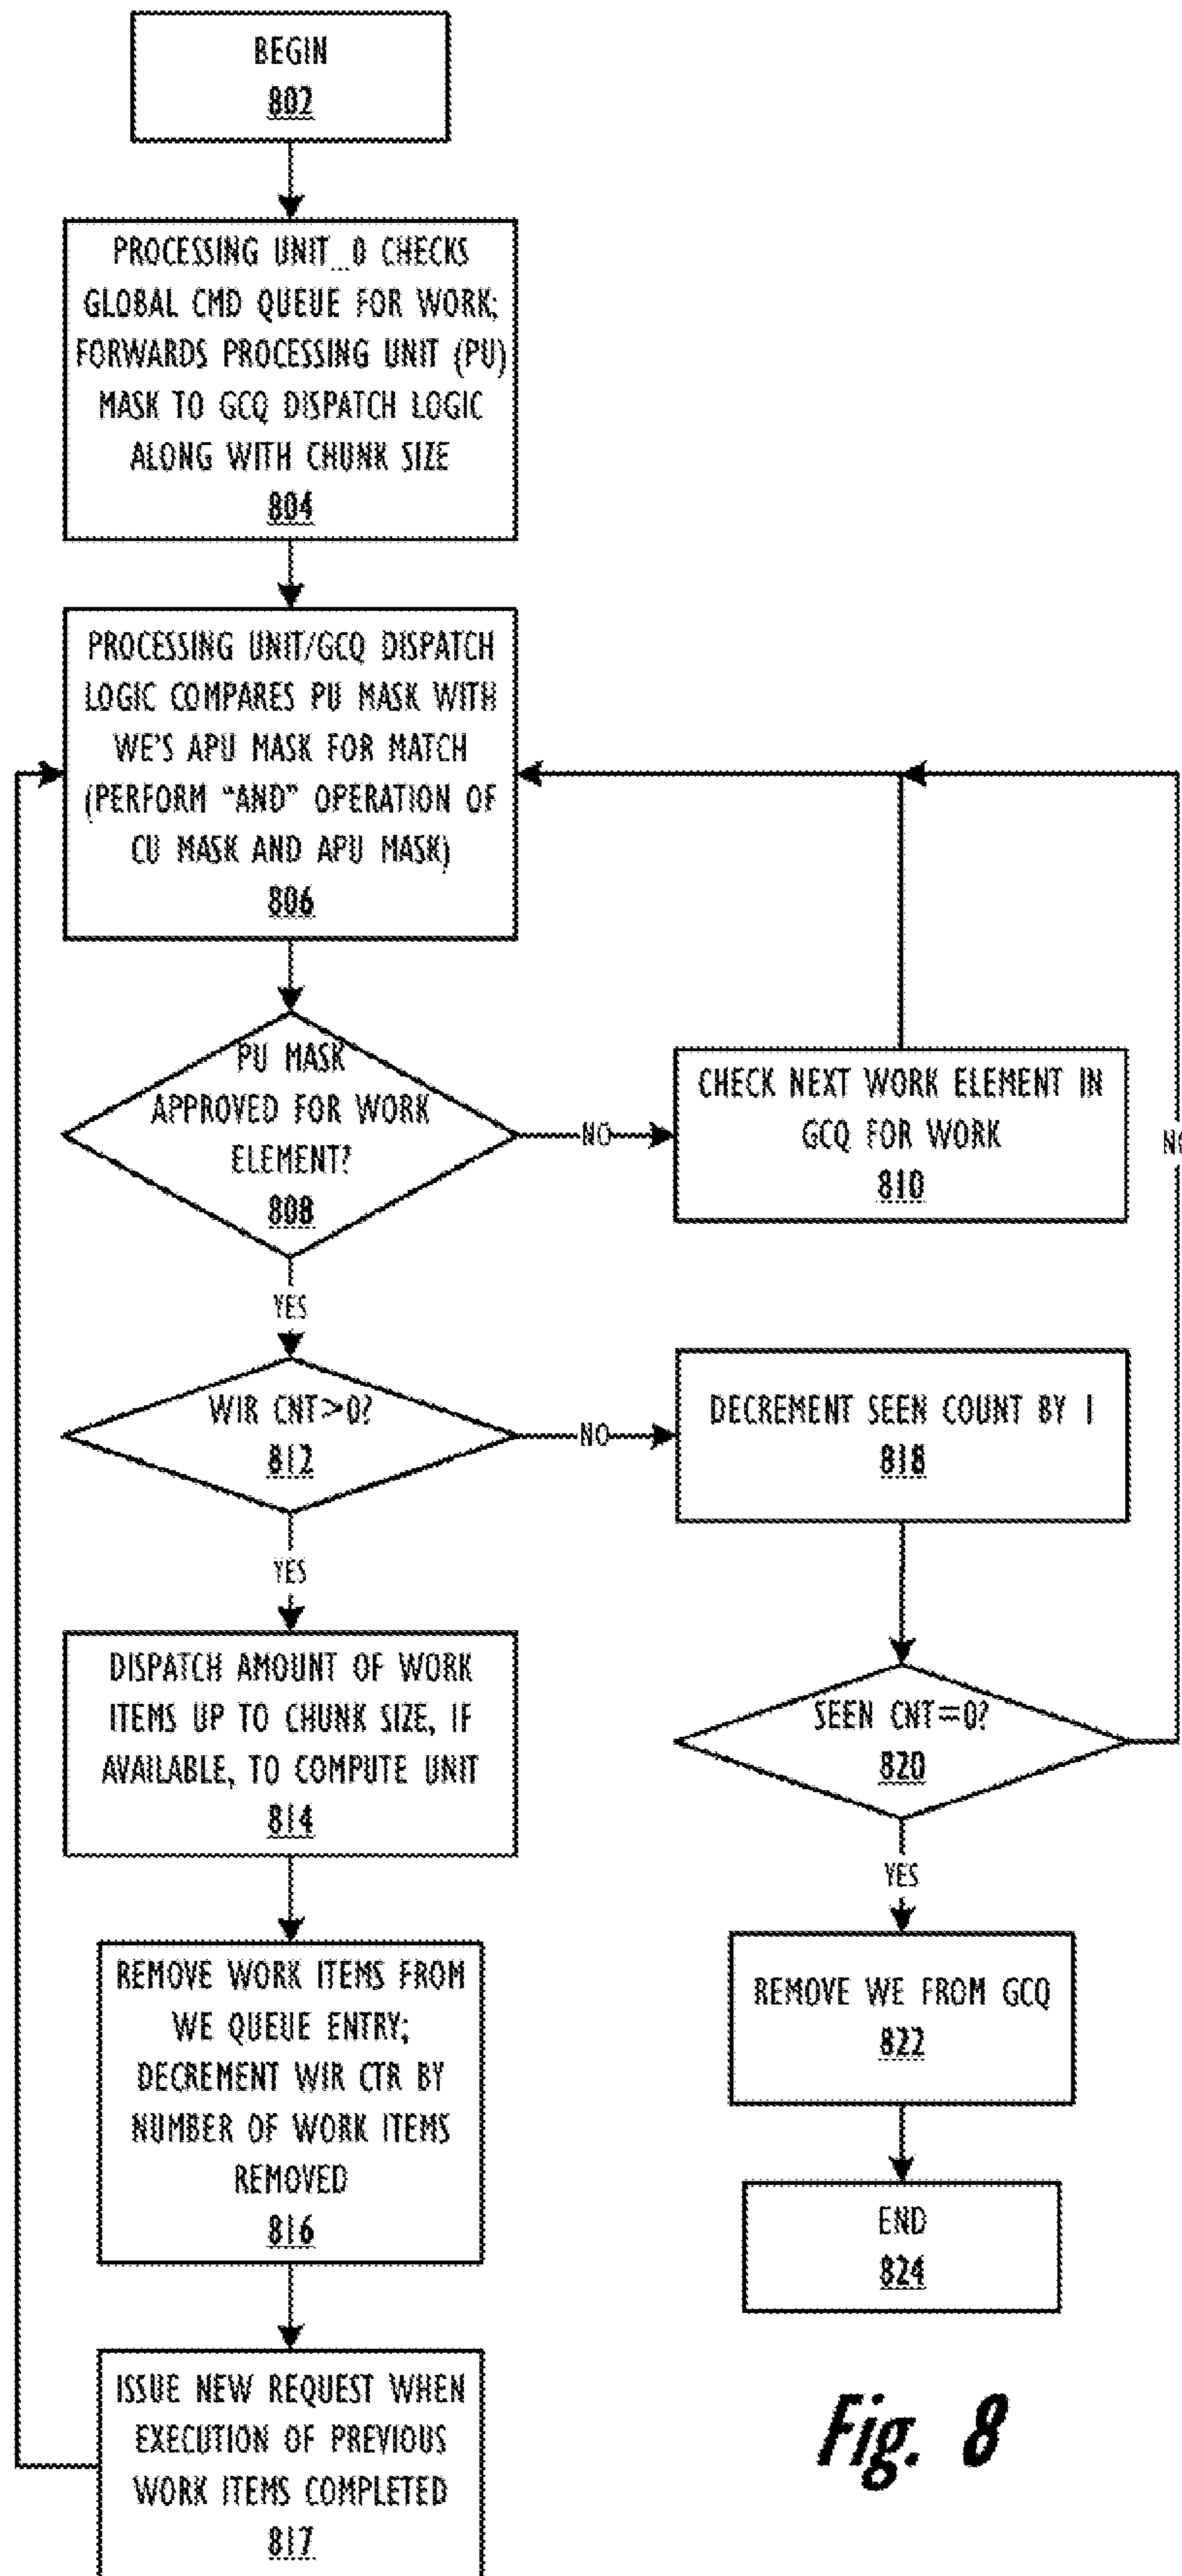 BEGIN
802
PROCESSING UNIT_0 CHECKS
GLOBAL CMD QUEUE FOR WORK;
FORWARDS PROCESSING UNIT (PU)
MASK TO GCQ DISPATCH LOGIC
ALONG WITH CHUNK SIZE
804
PROCESSING UNIT/GCQ DISPATCH
LOGIC COMPARES PU MASK WITH
WE'S APU MASK FOR MATCH
(PERFORM "AND" OPERATION OF
CU MASK AND APU MASK)
806
PU MASK
APPROVED FOR WORK
ELEMENT?
808
NO
CHECK NEXT WORK ELEMENT IN
GCQ FOR WORK
810
NO
YES
WIR CNT>0?
812
NO
DECREMENT SEEN COUNT BY 1
818
YES
DISPATCH AMOUNT OF WORK
ITEMS UP TO CHUNK SIZE, IF
AVAILABLE, TO COMPUTE UNIT
814
SEEN CNT=0?
820
YES
REMOVE WORK ITEMS FROM
WE QUEUE ENTRY;
DECREMENT WIR CTR BY
NUMBER OF WORK ITEMS
REMOVED
816
REMOVE WE FROM GCQ
822
END
824
ISSUE NEW REQUEST WHEN
EXECUTION OF PREVIOUS
WORK ITEMS COMPLETED
817
Fig. 8